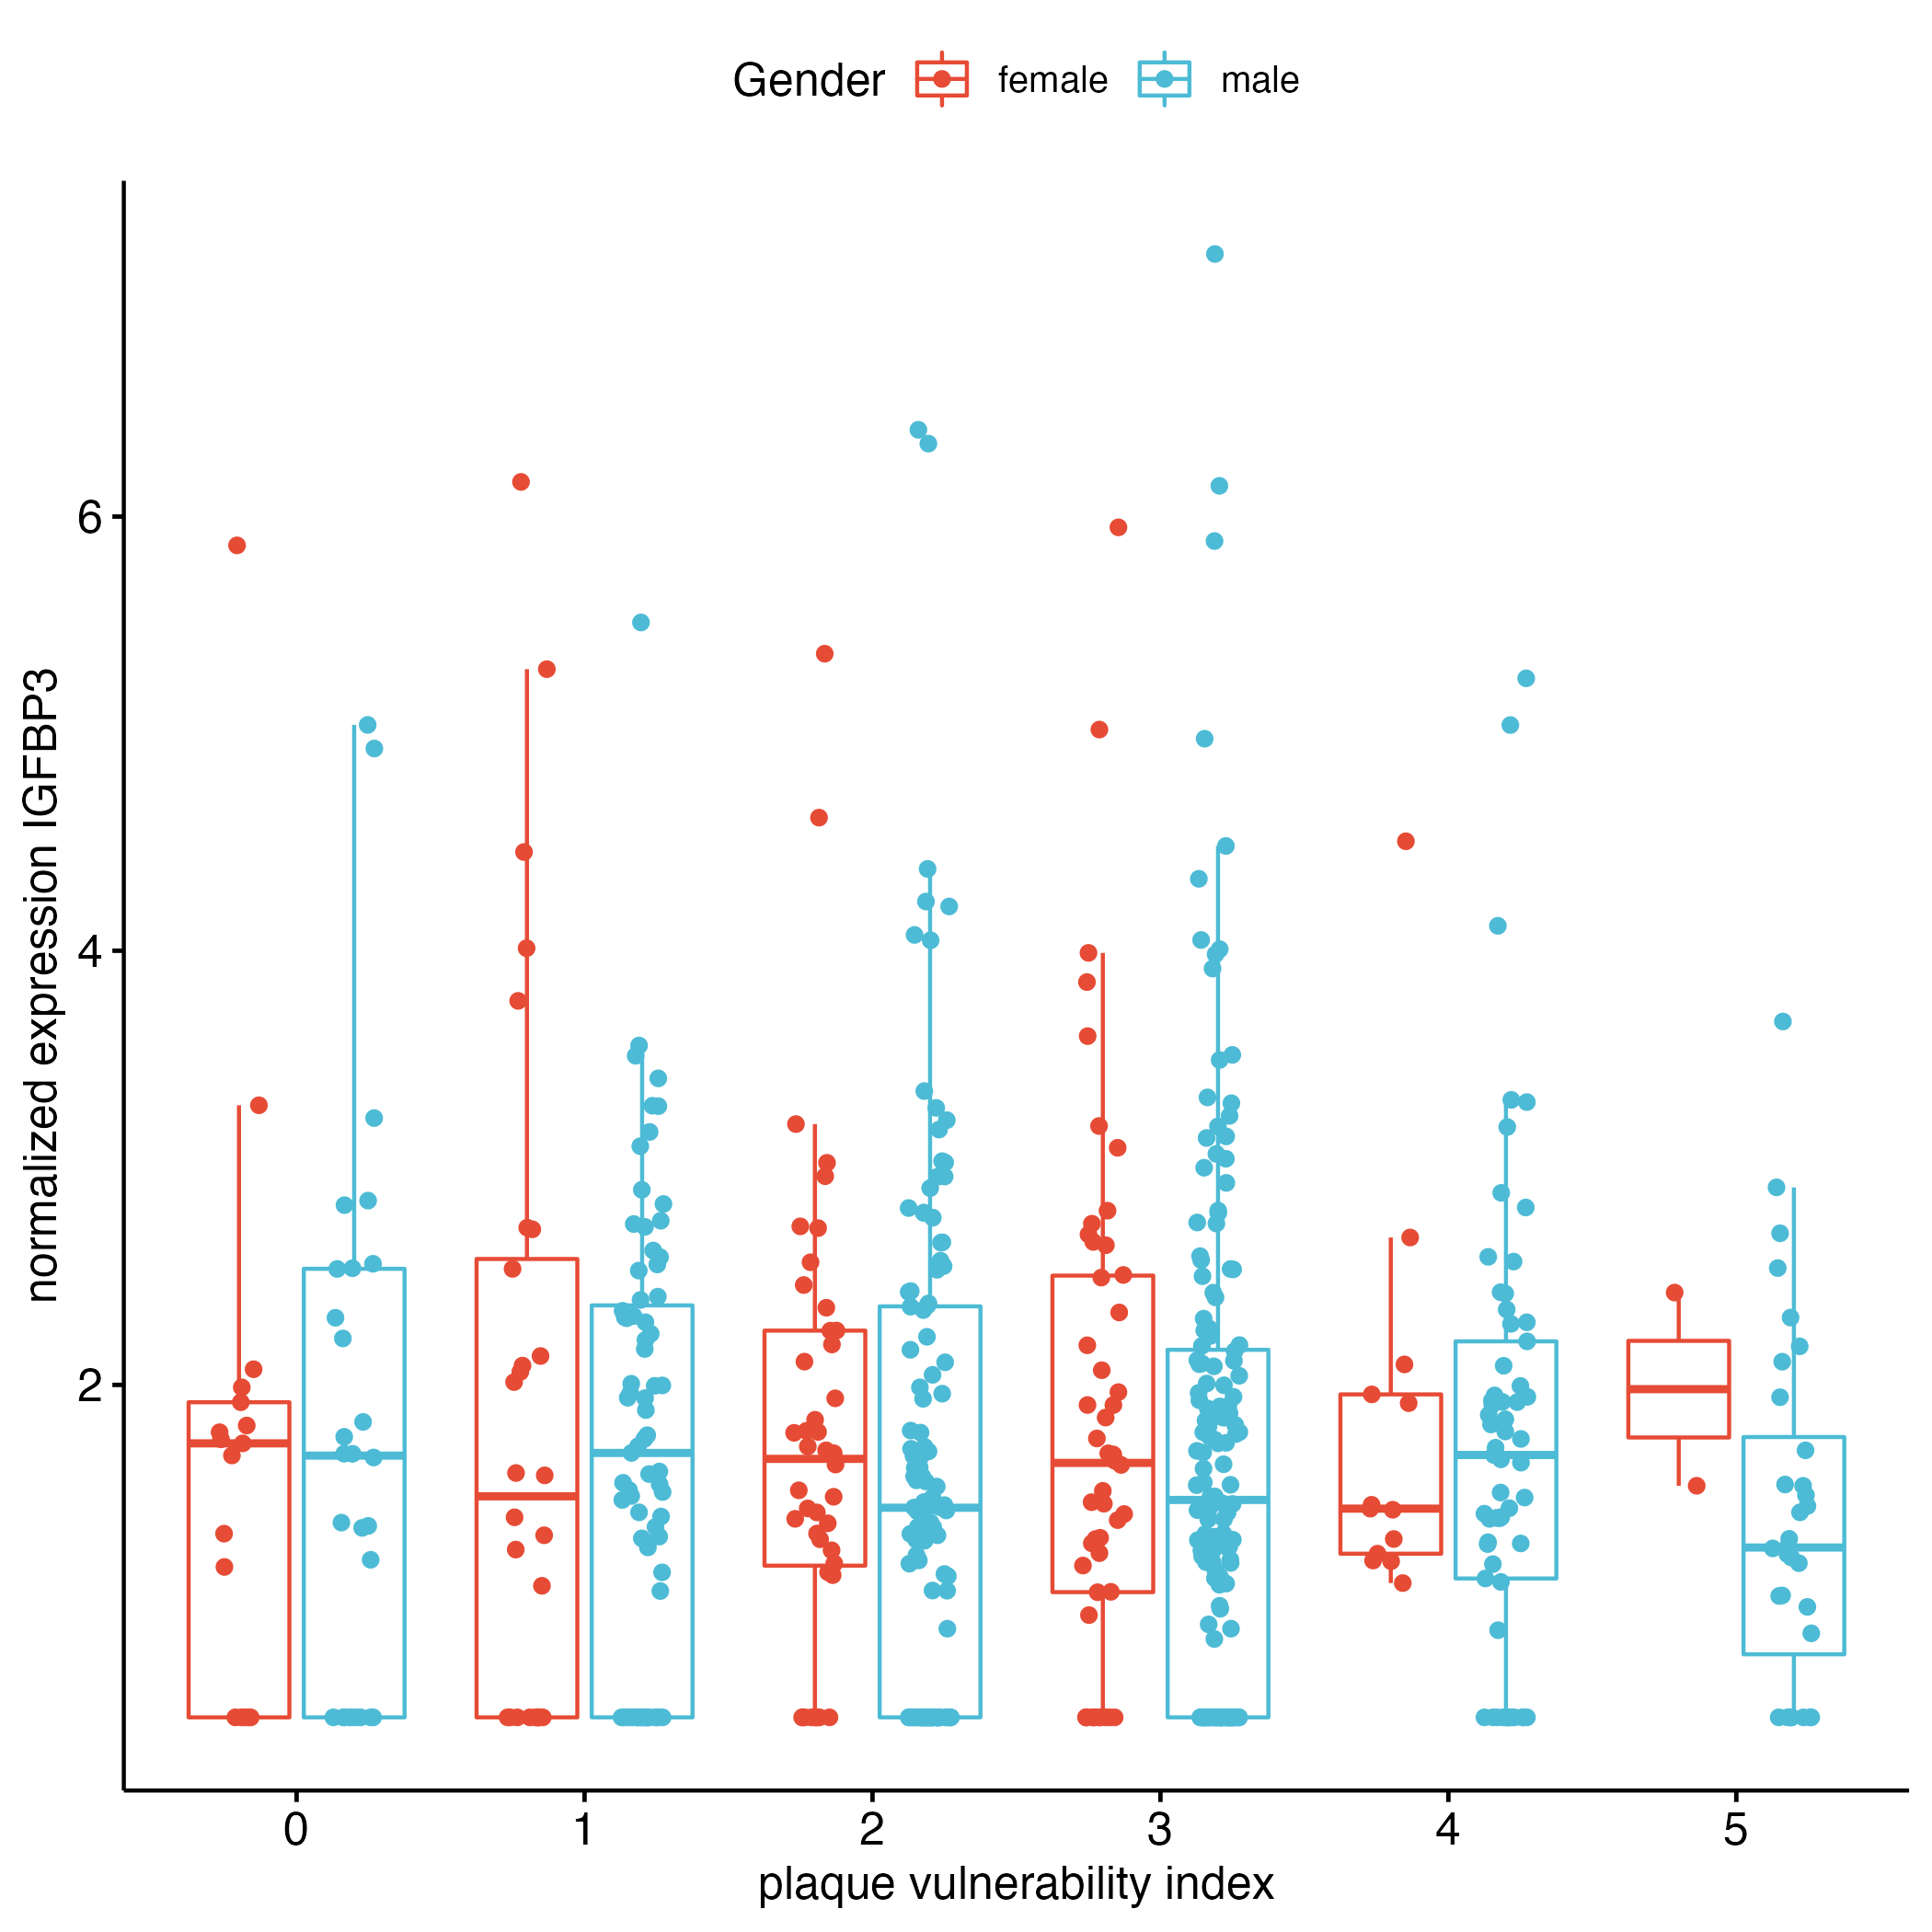 Gender female male
normalized expression IGFBP3
6
4
2
0 1 2 3 4 5
plaque vulnerability index